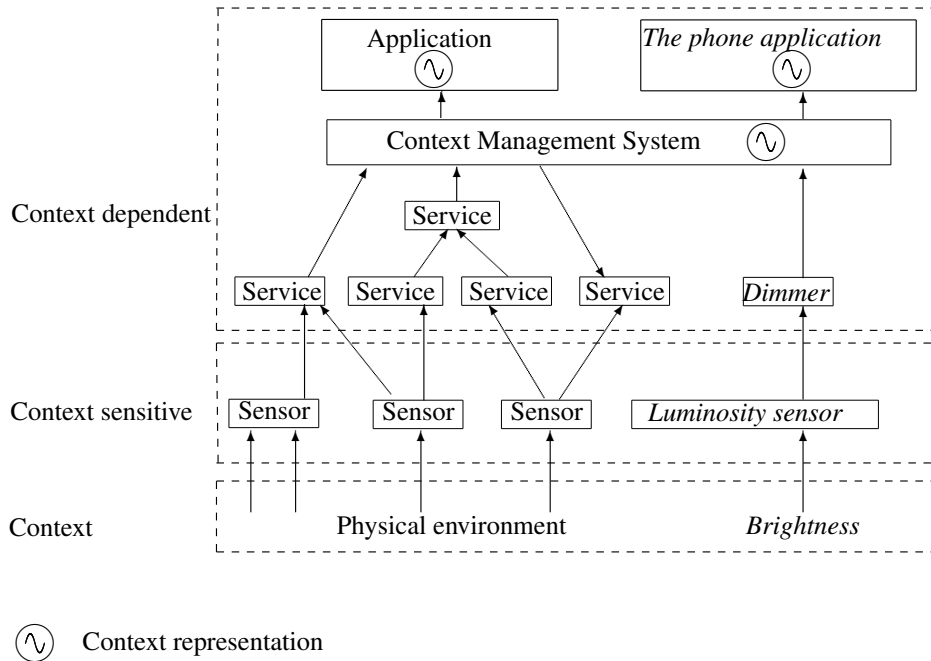 Application
The phone application
Context Management System
Context dependent
Service
Service
Service
Service
Service
Dimmer
Context sensitive
Sensor
Sensor
Sensor
Luminosity sensor
Context
Physical environment
Brightness
Context representation